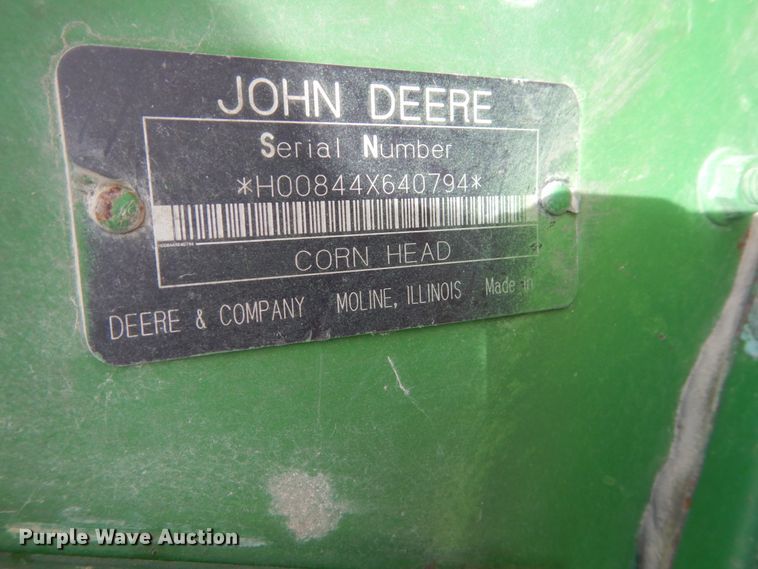 JOHN DEERE
Serial Number
*H00844X640794*
CORN HEAD
DEERE & COMPANY MOLINE, ILLINOIS Made in
Purple Wave Auction®